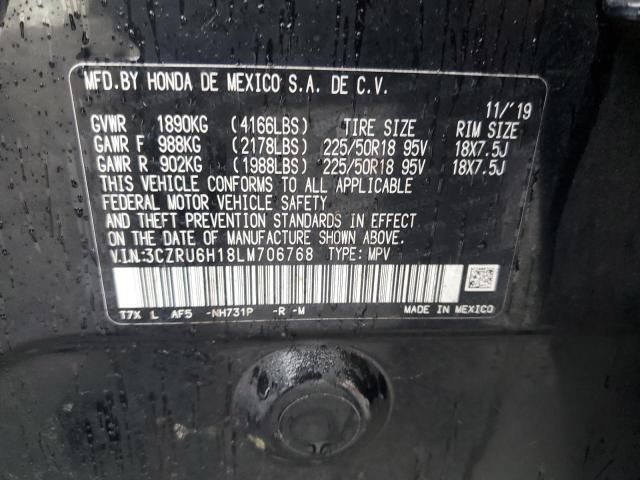 MFD.BY HONDA DE MEXICO S.A. DE C.V.
11/'19
GVWR 1890KG (4166LBS) TIRE SIZE RIM SIZE
GAWR F 988KG (2178LBS) 225/50R18 95V 18X7.5J
GAWR R 902KG (1988LBS) 225/50R18 95V 18X7.5J
THIS VEHICLE CONFORMS TO ALL APPLICABLE
FEDERAL MOTOR VEHICLE SAFETY
AND THEFT PREVENTION STANDARDS IN EFFECT
ON THE DATE OF MANUFACTURE SHOWN ABOVE.
V.I.N:3CZRU6H18LM706768 TYPE: MPV
T7X L AF5 -NH731P -R -M MADE IN MEXICO